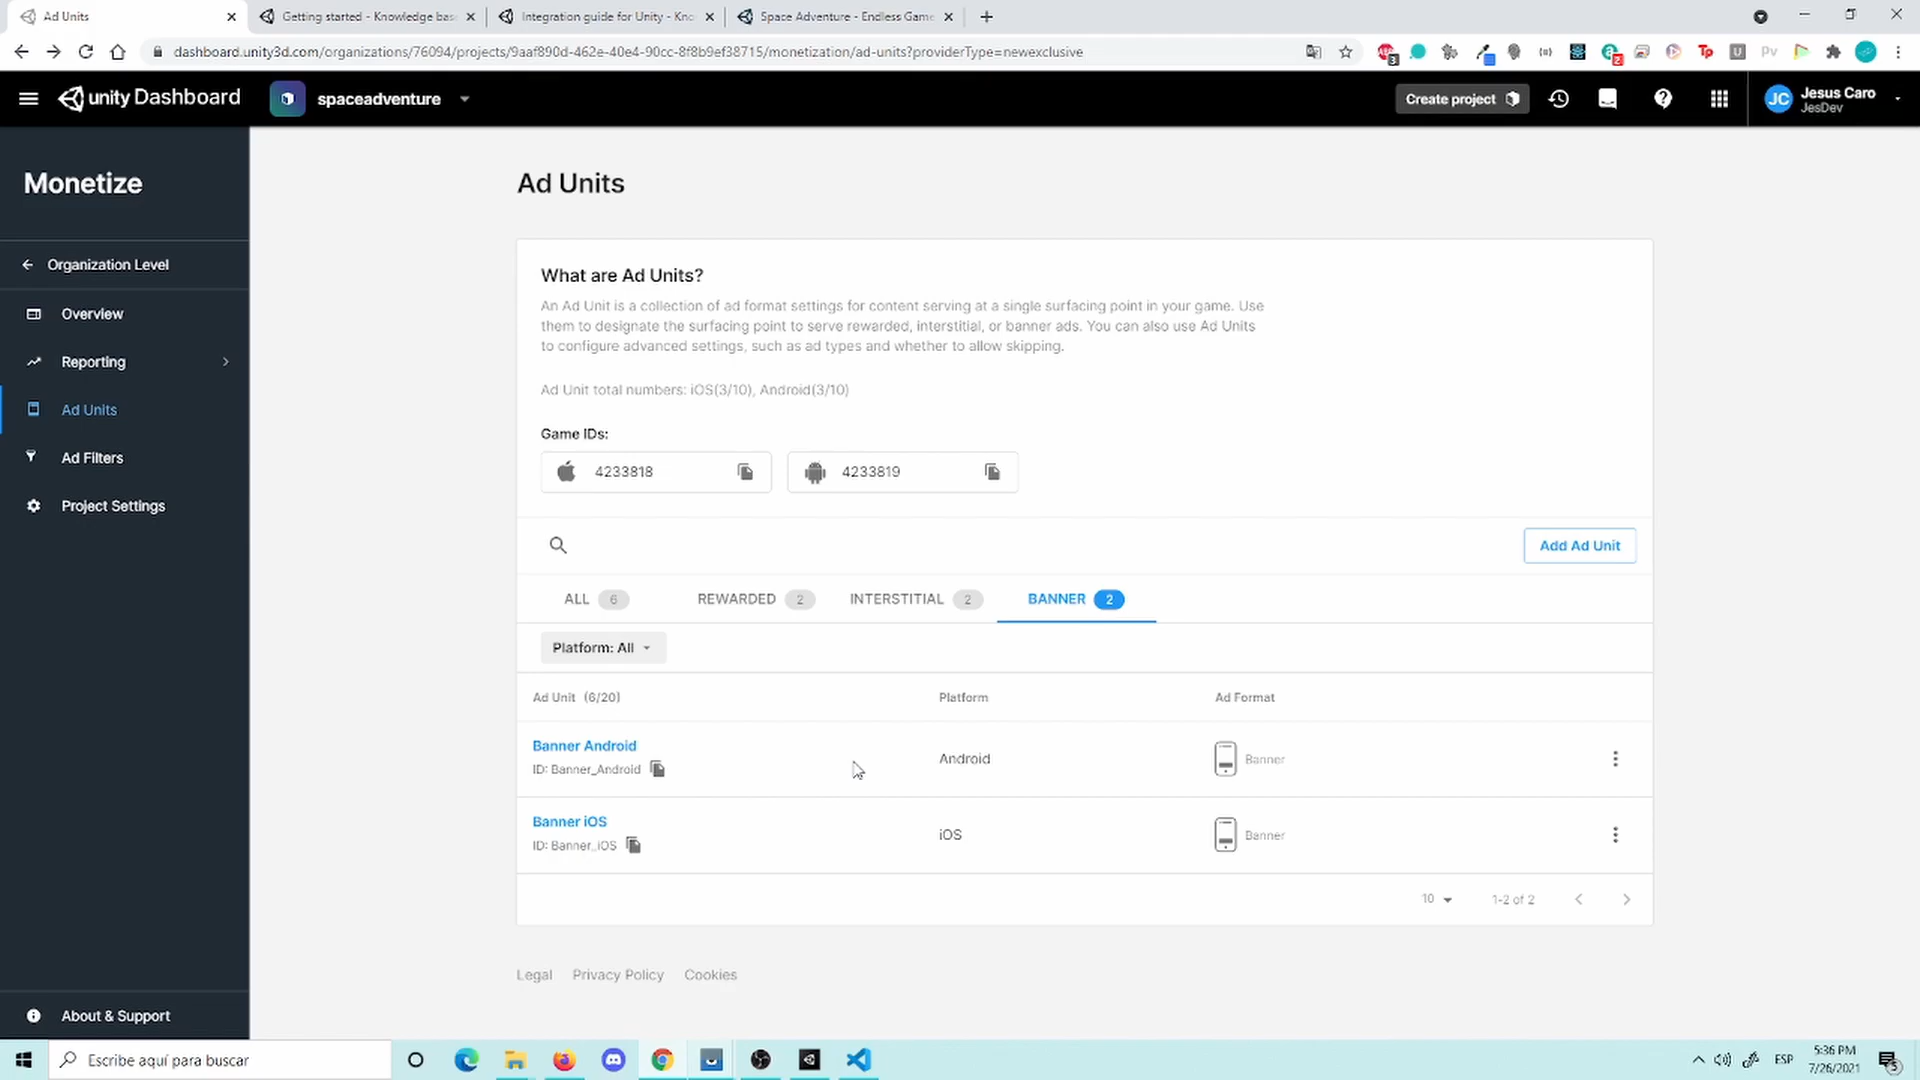 Ad Units
Getting started - Knowledge base
Integration guide for Unity - Kno
Space Adventure - Endless Game
dashboard.unity3d.com/organizations/76094/projects/9aaf890d-462e-40e4-90cc-8f8b9ef38715/monetization/ad-units?providerType=newexclusive
unity Dashboard
spaceadventure
Create project
JC
Jesus Caro
JesDev
Monetize
Organization Level
Overview
Reporting
Ad Units
Ad Filters
Project Settings
About & Support
Ad Units
What are Ad Units?
An Ad Unit is a collection of ad format settings for content serving at a single surfacing point in your game. Use
them to designate the surfacing point to serve rewarded, interstitial, or banner ads. You can also use Ad Units
to configure advanced settings, such as ad types and whether to allow skipping.
Ad Unit total numbers: iOS(3/10), Android(3/10)
Game IDs:
4233818 4233819
Add Ad Unit
ALL 6 REWARDED 2 INTERSTITIAL 2 BANNER 2
Platform: All
Ad Unit (6/20) Platform Ad Format
Banner Android
ID: Banner_Android
Android
Banner
Banner iOS
ID: Banner_iOS
iOS
Banner
10 1-2 of 2
Legal Privacy Policy Cookies
Escribe aquí para buscar
ESP
5:36 PM
7/26/2021
5